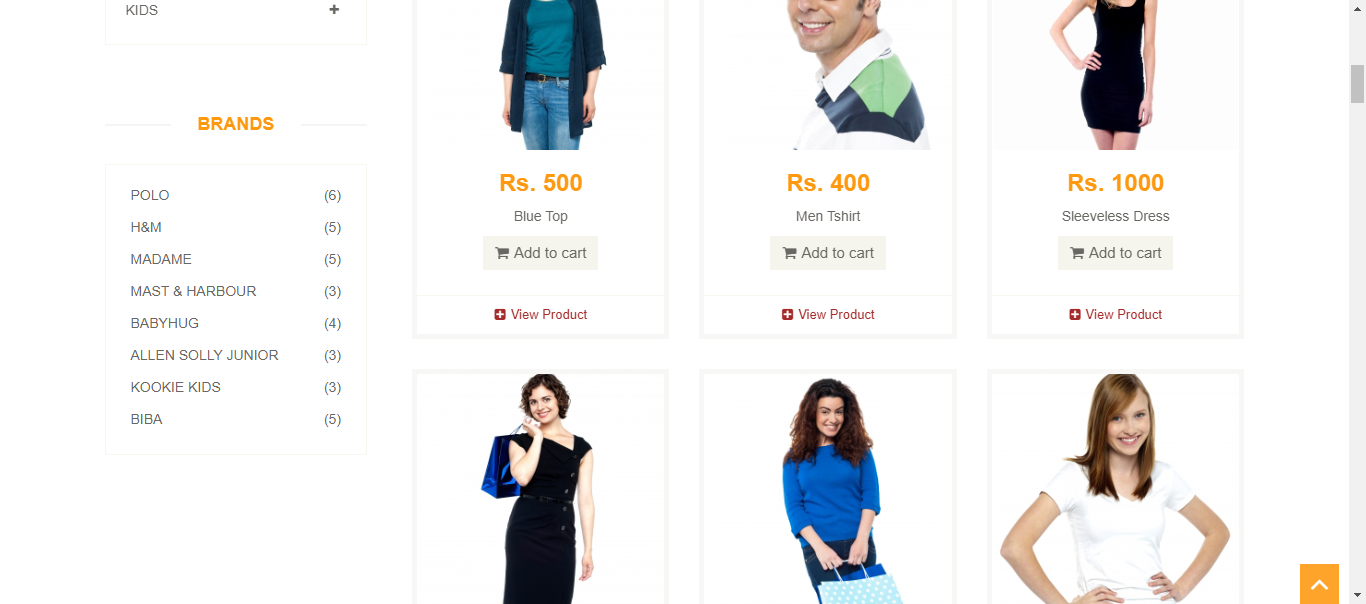 KIDS
BRANDS
POLO (6)
H&M (5)
MADAME (5)
MAST & HARBOUR (3)
BABYHUG (4)
ALLEN SOLLY JUNIOR (3)
KOOKIE KIDS (3)
BIBA (5)
Rs. 500
Blue Top
Add to cart
View Product
Rs. 400
Men Tshirt
Add to cart
View Product
Rs. 1000
Sleeveless Dress
Add to cart
View Product